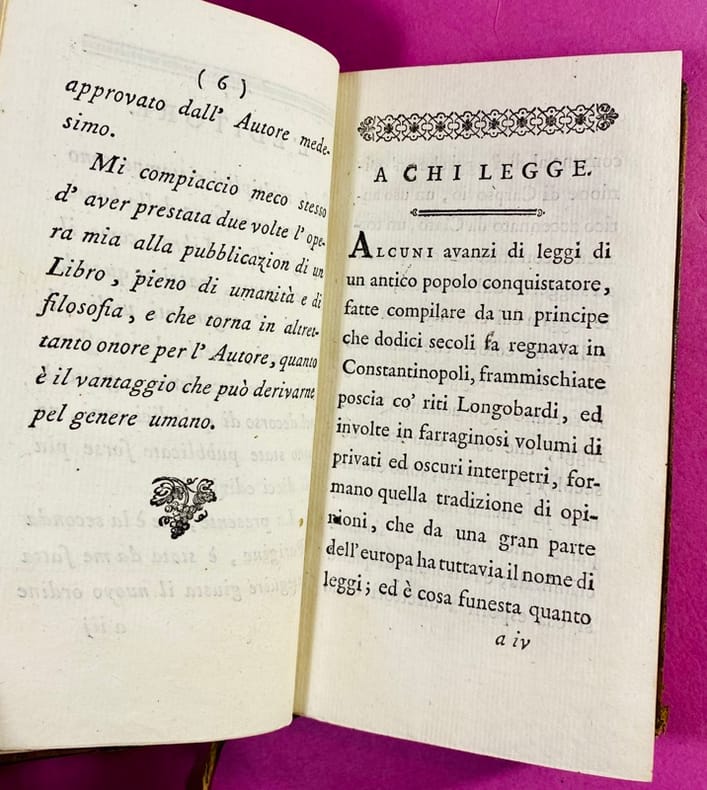 ( 6 )
approvato dall' Autore mede-
simo.
Mi compiaccio meco stesso
d' aver prestata due volte l' ope-
ra mia alla pubblicazion di un
Libro, pieno di umanità e di
filosofia, e che torna in altret-
tanto onore per l' Autore, quanto
è il vantaggio che può derivarne
pel genere umano.
A CHI LEGGE.
ALCUNI avanzi di leggi di
un antico popolo conquistatore,
fatte compilare da un principe
che dodici secoli fa regnava in
Constantinopoli, frammischiate
poscia co' riti Longobardi, ed
involte in farraginosi volumi di
privati ed oscuri interpetri, for-
mano quella tradizione di opi-
nioni, che da una gran parte
dell'europa ha tuttavia il nome di
leggi; ed è cosa funesta quanto
a iv